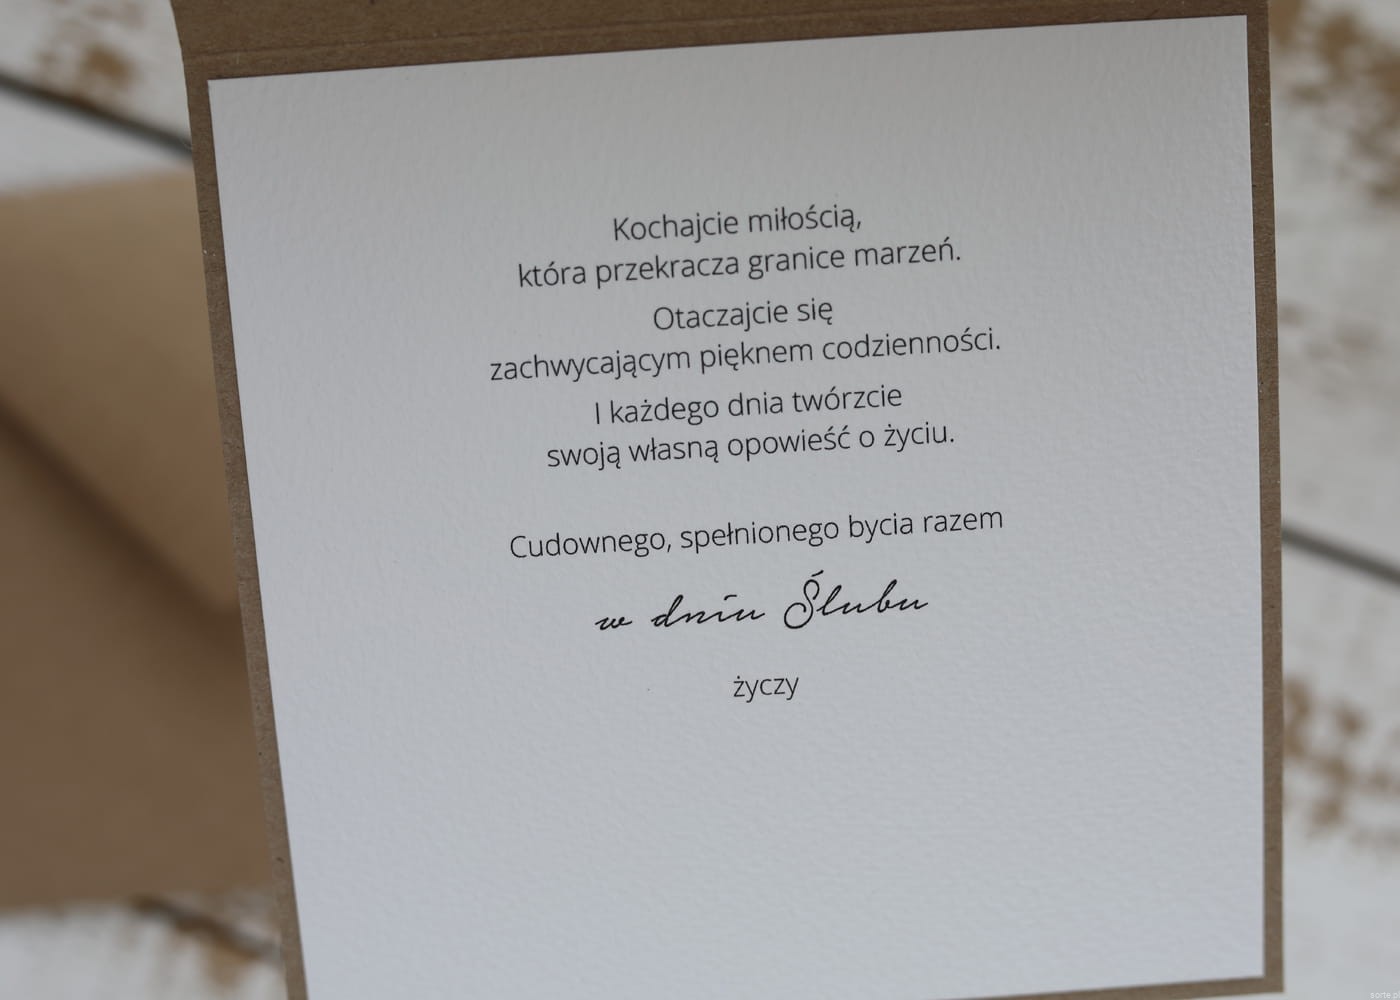 Kochajcie miłością,
która przekracza granice marzeń.
Otaczajcie się
zachwycającym pięknem codzienności.
I każdego dnia twórzcie
swoją własną opowieść o życiu.
Cudownego, spełnionego bycia razem
w dniu Ślubu
życzy